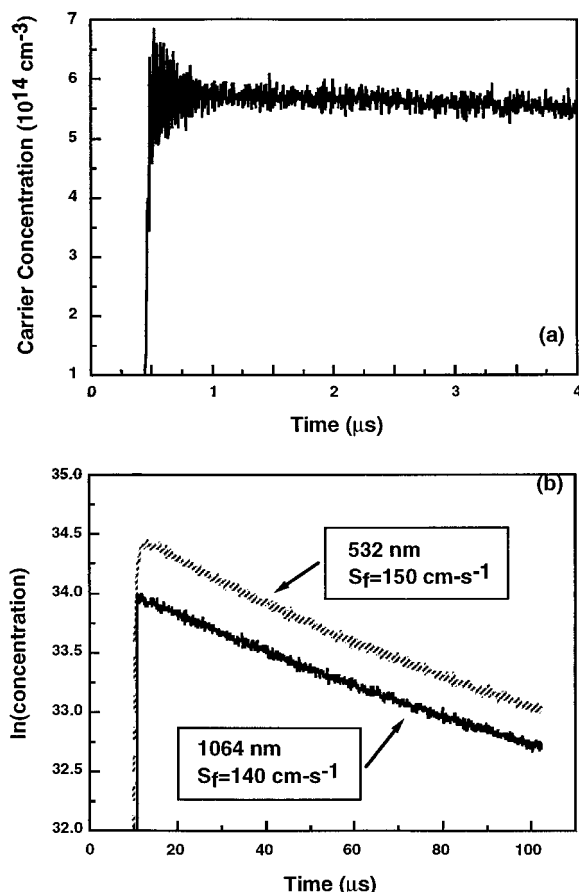 7
6
5
4
3
2
1
Carrier Concentration (10¹⁴ cm⁻³)
(a)
0 1 2 3 4
Time (μs)
35.0
34.5
34.0
33.5
33.0
32.5
32.0
ln(concentration)
(b)
532 nm
Sf=150 cm-s⁻¹
1064 nm
Sf=140 cm-s⁻¹
0 20 40 60 80 100
Time (μs)